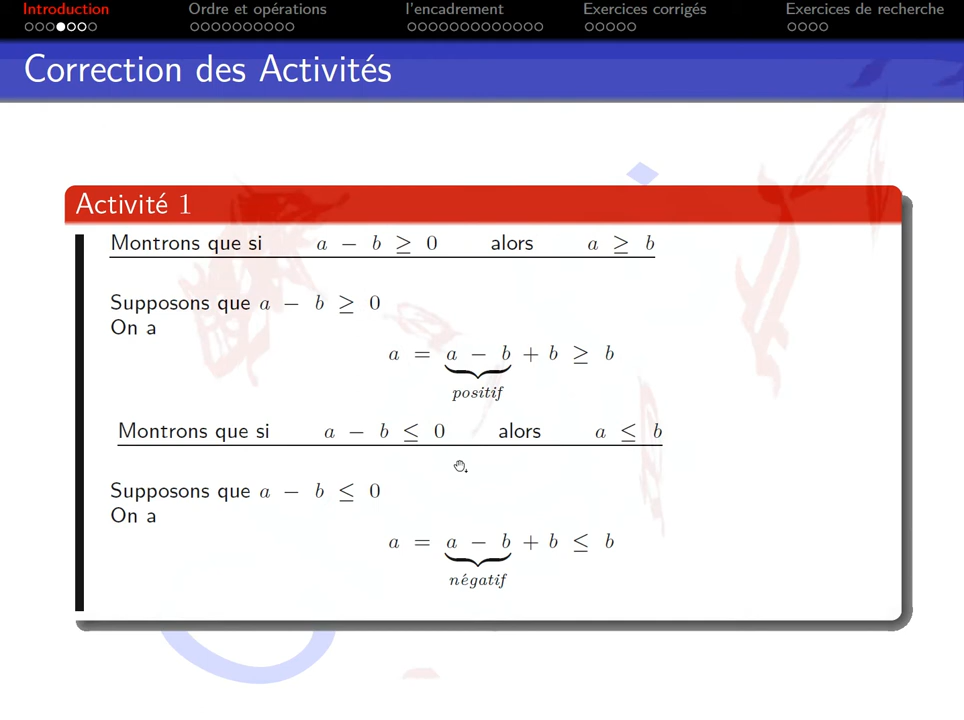 Introduction Ordre et opérations l'encadrement Exercices corrigés Exercices de recherche
Correction des Activités
Activité 1
Montrons que si a − b ≥ 0 alors a ≥ b
Supposons que a − b ≥ 0
On a
a = a − b + b ≥ b
positif
Montrons que si a − b ≤ 0 alors a ≤ b
Supposons que a − b ≤ 0
On a
a = a − b + b ≤ b
négatif